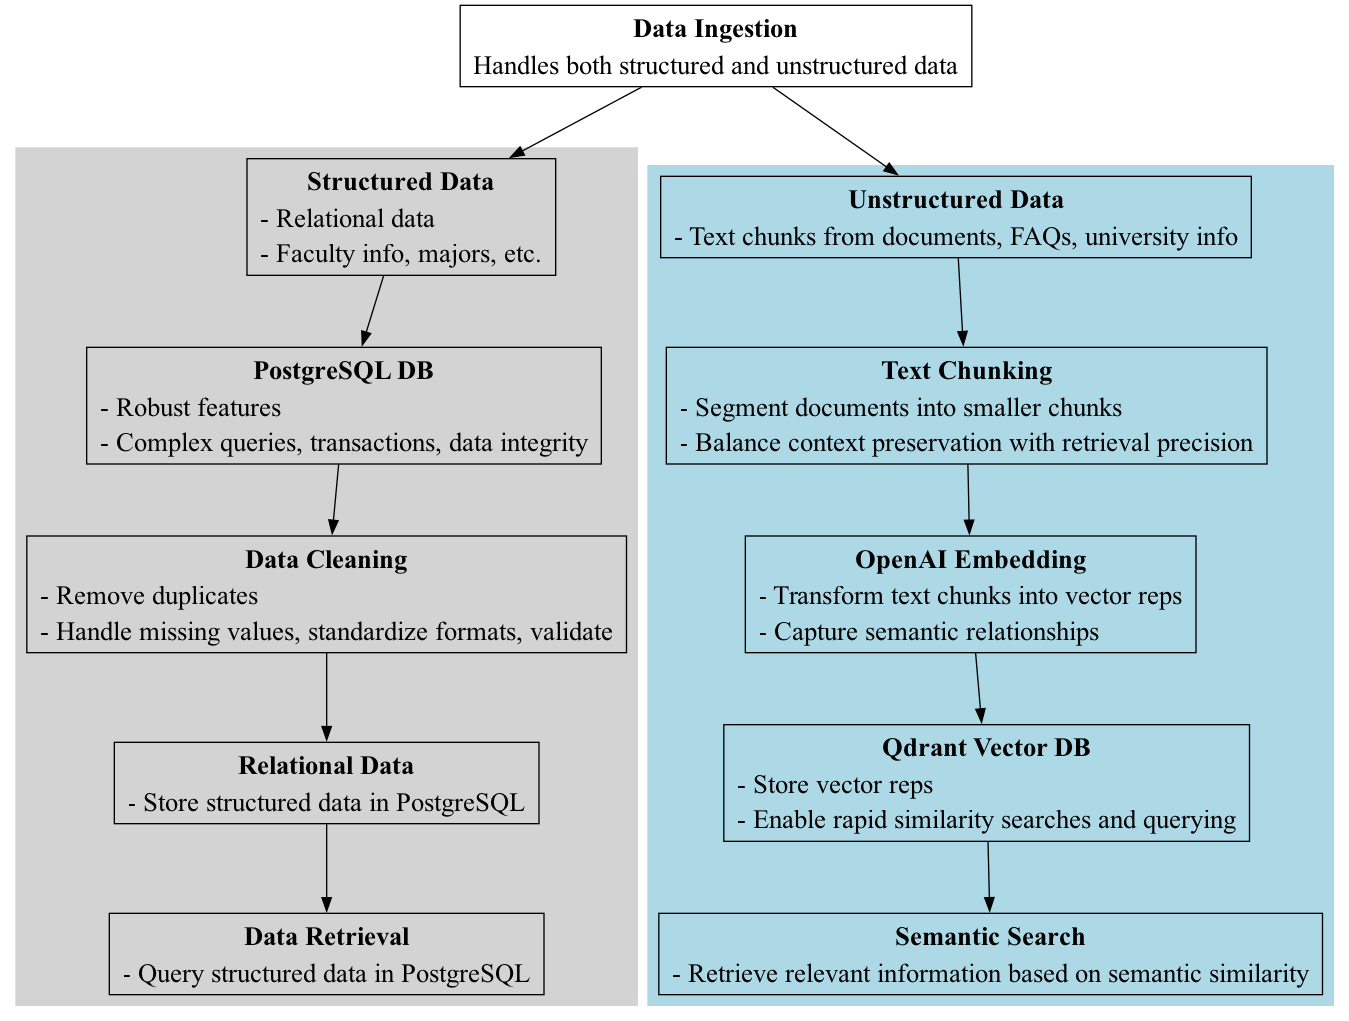 Data Ingestion
Handles both structured and unstructured data
Structured Data
- Relational data
- Faculty info, majors, etc.
PostgreSQL DB
- Robust features
- Complex queries, transactions, data integrity
Data Cleaning
- Remove duplicates
- Handle missing values, standardize formats, validate
Relational Data
- Store structured data in PostgreSQL
Data Retrieval
- Query structured data in PostgreSQL
Unstructured Data
- Text chunks from documents, FAQs, university info
Text Chunking
- Segment documents into smaller chunks
- Balance context preservation with retrieval precision
OpenAI Embedding
- Transform text chunks into vector reps
- Capture semantic relationships
Qdrant Vector DB
- Store vector reps
- Enable rapid similarity searches and querying
Semantic Search
- Retrieve relevant information based on semantic similarity